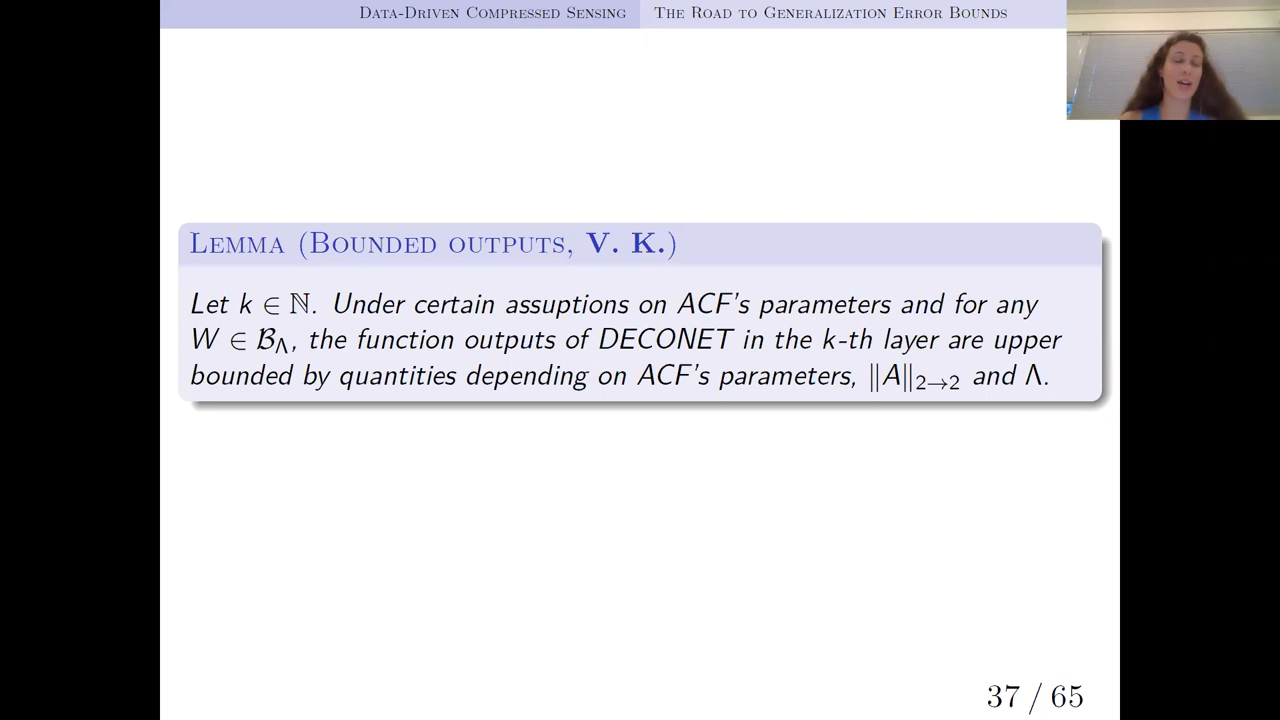 Data-Driven Compressed Sensing The Road to Generalization Error Bounds
Lemma (Bounded outputs, V. K.)
Let k ∈ ℕ. Under certain assuptions on ACF's parameters and for any
W ∈ 𝓑_Λ, the function outputs of DECONET in the k-th layer are upper
bounded by quantities depending on ACF's parameters, ‖A‖₂→₂ and Λ.
37 / 65